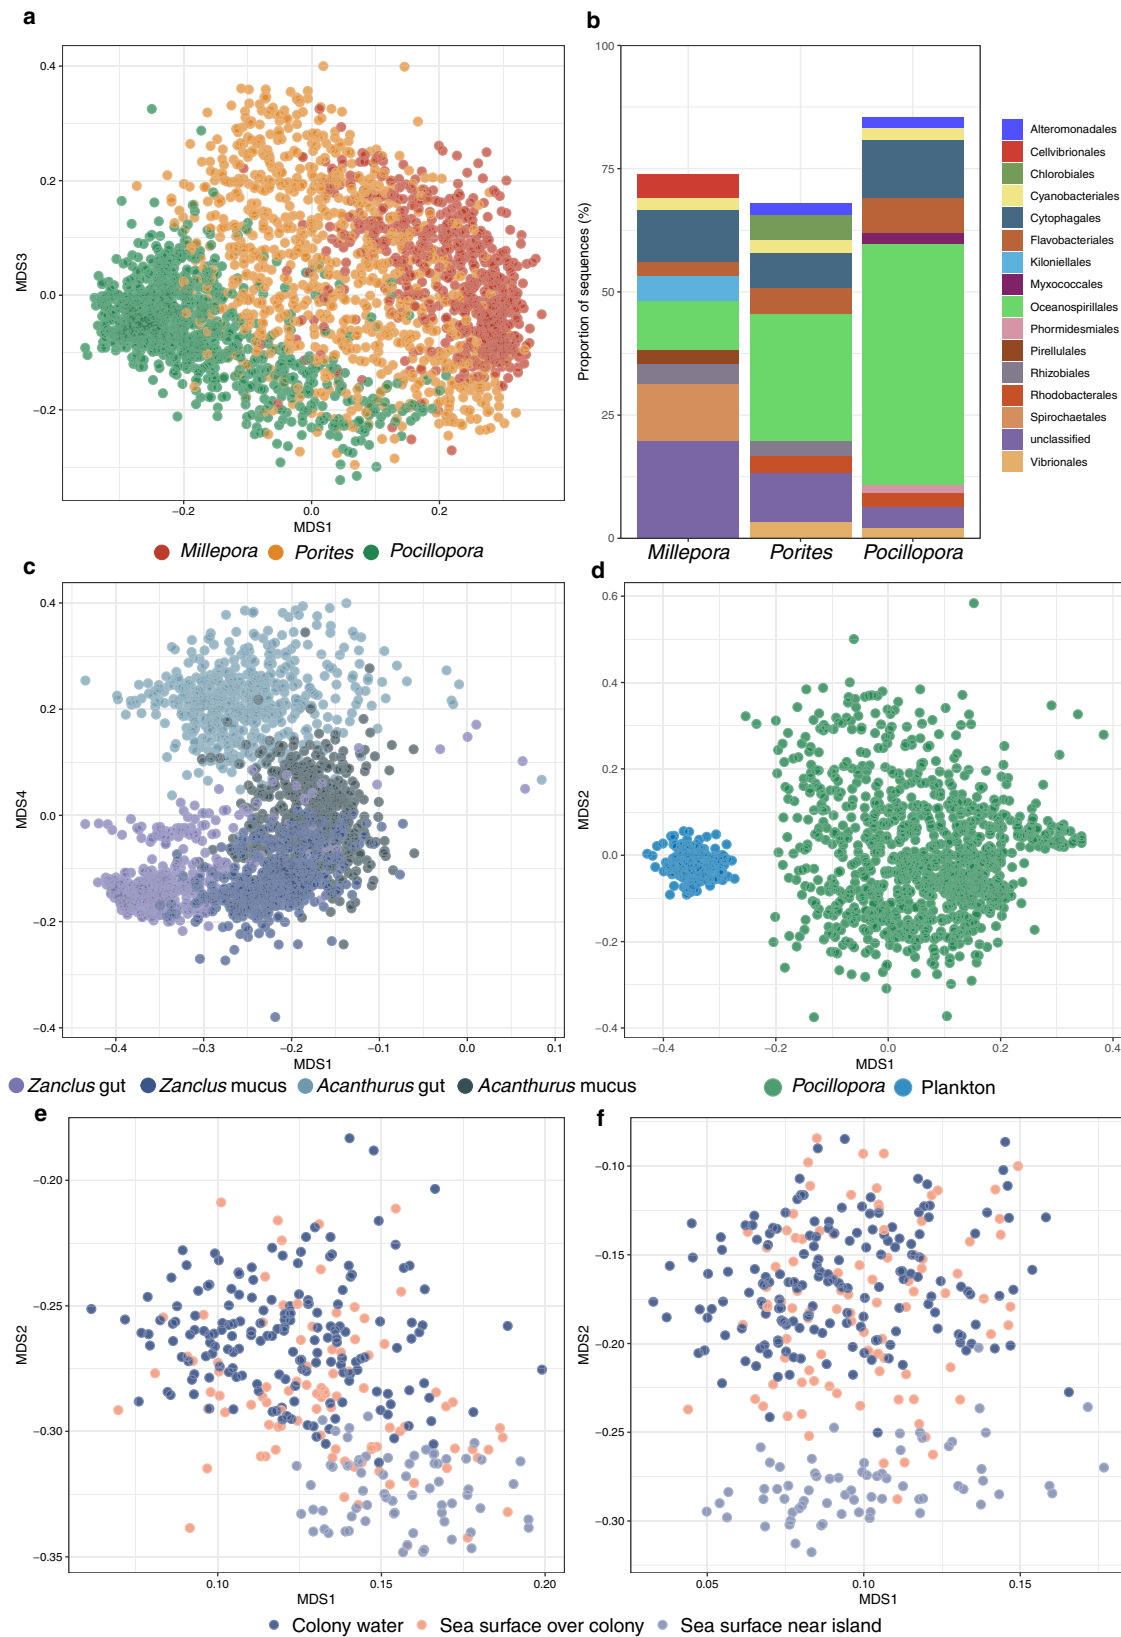 a
0.4
0.2
0.0
−0.2
MDS3
−0.2
0.0
0.2
MDS1
Millepora
Porites
Pocillopora
b
100
75
50
25
0
Proportion of sequences (%)
Millepora
Porites
Pocillopora
Alteromonadales
Cellvibrionales
Chlorobiales
Cyanobacteriales
Cytophagales
Flavobacteriales
Kiloniellales
Myxococcales
Oceanospirillales
Phormidesmiales
Pirellulales
Rhizobiales
Rhodobacterales
Spirochaetales
unclassified
Vibrionales
c
0.4
0.2
0.0
−0.2
−0.4
MDS4
−0.4
−0.3
−0.2
−0.1
0.0
0.1
MDS1
Zanclus gut
Zanclus mucus
Acanthurus gut
Acanthurus mucus
d
0.6
0.4
0.2
0.0
−0.2
−0.4
MDS2
−0.4
−0.2
0.0
0.2
0.4
MDS1
Pocillopora
Plankton
e
−0.20
−0.25
−0.30
−0.35
MDS2
0.10
0.15
0.20
MDS1
f
−0.10
−0.15
−0.20
−0.25
−0.30
MDS2
0.05
0.10
0.15
MDS1
Colony water
Sea surface over colony
Sea surface near island